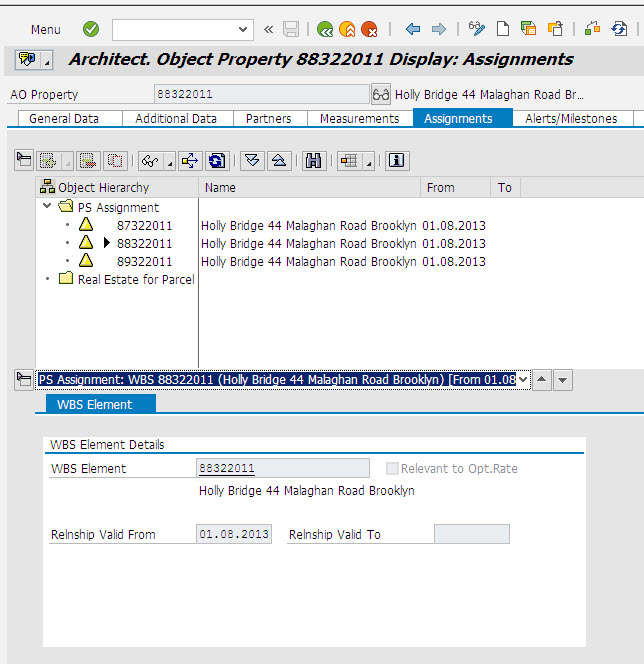 Menu
Architect. Object Property 88322011 Display: Assignments
AO Property 88322011 Holly Bridge 44 Malaghan Road Br...
General Data Additional Data Partners Measurements Assignments Alerts/Milestones
Object Hierarchy Name From To
PS Assignment
87322011 Holly Bridge 44 Malaghan Road Brooklyn 01.08.2013
88322011 Holly Bridge 44 Malaghan Road Brooklyn 01.08.2013
89322011 Holly Bridge 44 Malaghan Road Brooklyn 01.08.2013
Real Estate for Parcel
PS Assignment: WBS 88322011 (Holly Bridge 44 Malaghan Road Brooklyn) [From 01.08
WBS Element
WBS Element Details
WBS Element 88322011 Relevant to Opt.Rate
Holly Bridge 44 Malaghan Road Brooklyn
Relnship Valid From 01.08.2013 Relnship Valid To